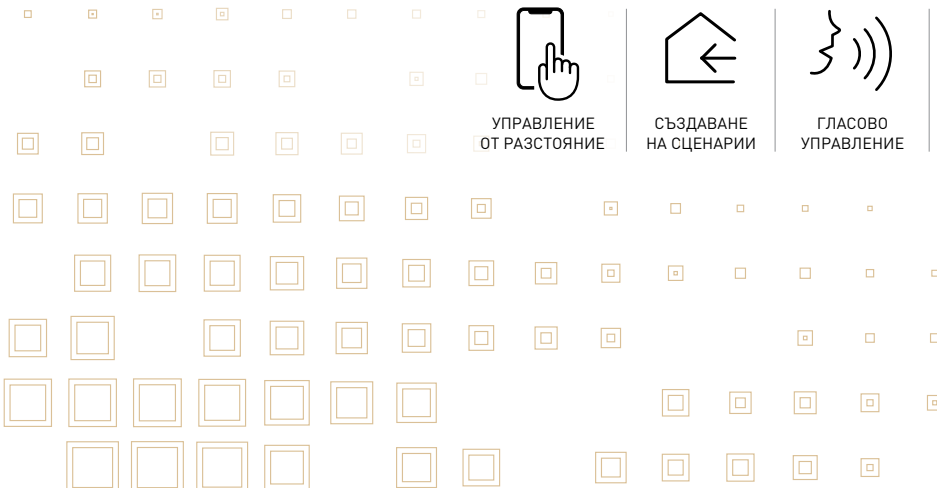 УПРАВЛЕНИЕ
ОТ РАЗСТОЯНИЕ
СЪЗДАВАНЕ
НА СЦЕНАРИИ
ГЛАСОВО
УПРАВЛЕНИЕ